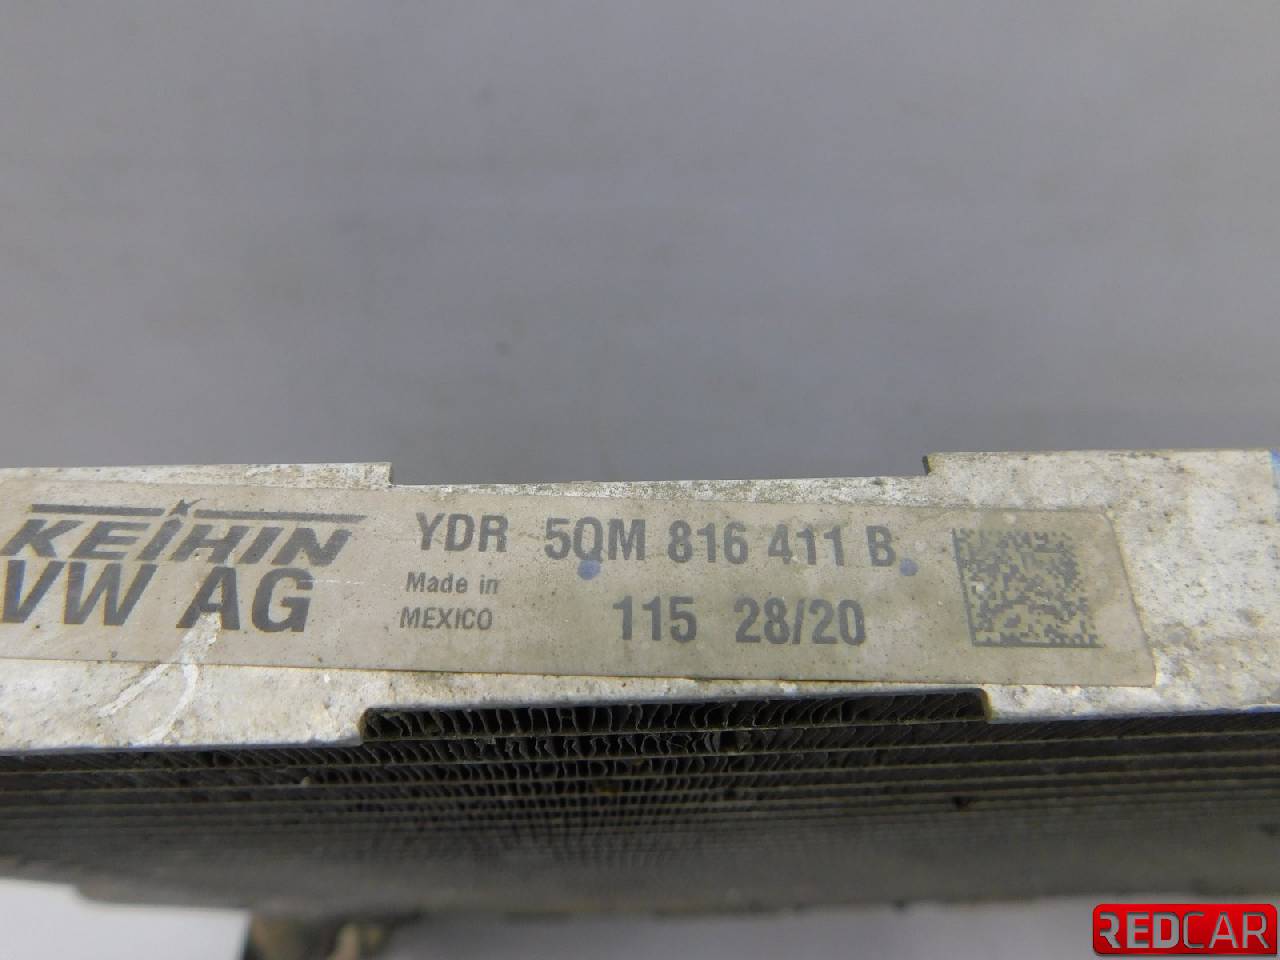 KEIHIN YDR 5QM 816 411 B
VW AG Made in
MEXICO 115 28/20
REDCAR